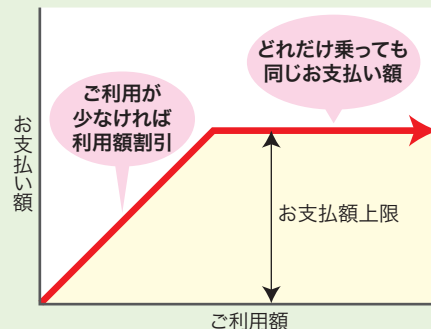 どれだけ乗っても
同じお支払い額
ご利用が
少なければ
利用額割引
お支払い額
お支払額上限
ご利用額